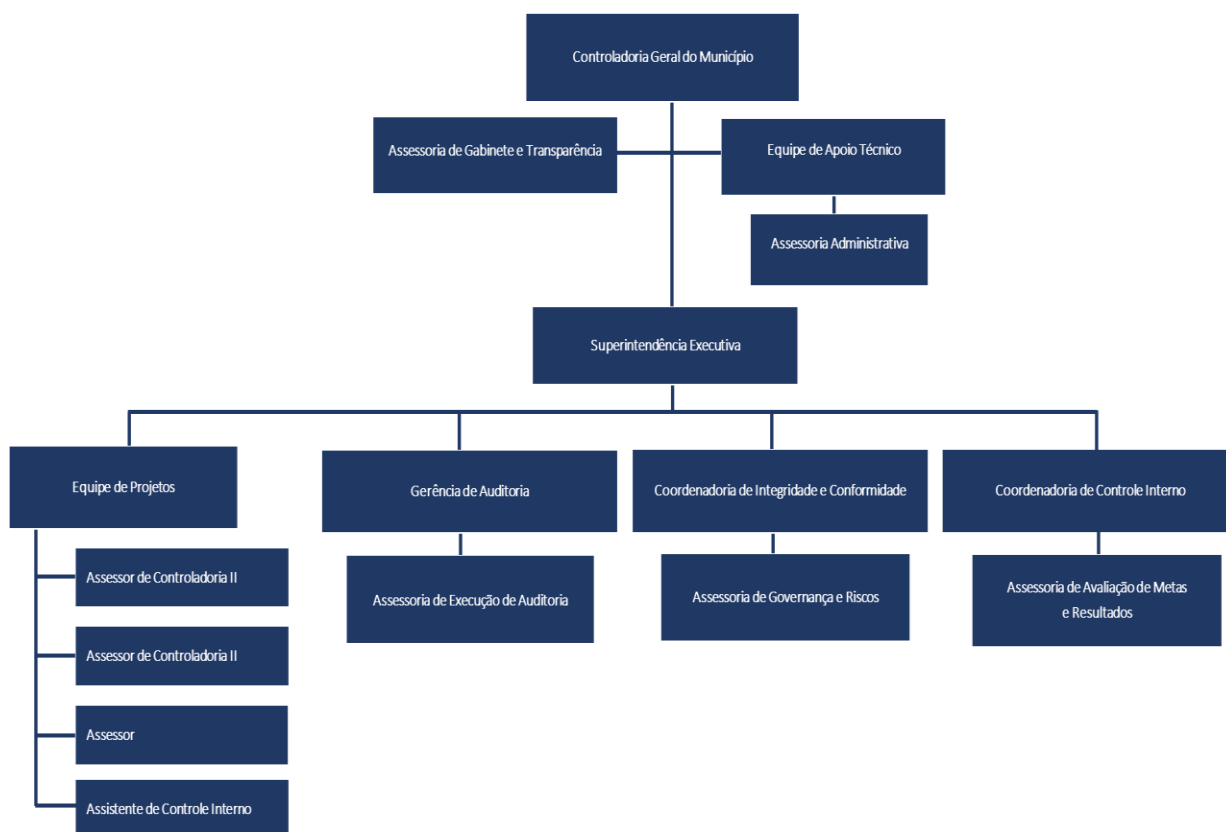 Controladoria Geral do Município
Assessoria de Gabinete e Transparência
Equipe de Apoio Técnico
Assessoria Administrativa
Superintendência Executiva
Equipe de Projetos
Gerência de Auditoria
Coordenadoria de Integridade e Conformidade
Coordenadoria de Controle Interno
Assessor de Controladoria II
Assessoria de Execução de Auditoria
Assessoria de Governança e Riscos
Assessoria de Avaliação de Metas
e Resultados
Assessor de Controladoria II
Assessor
Assistente de Controle Interno